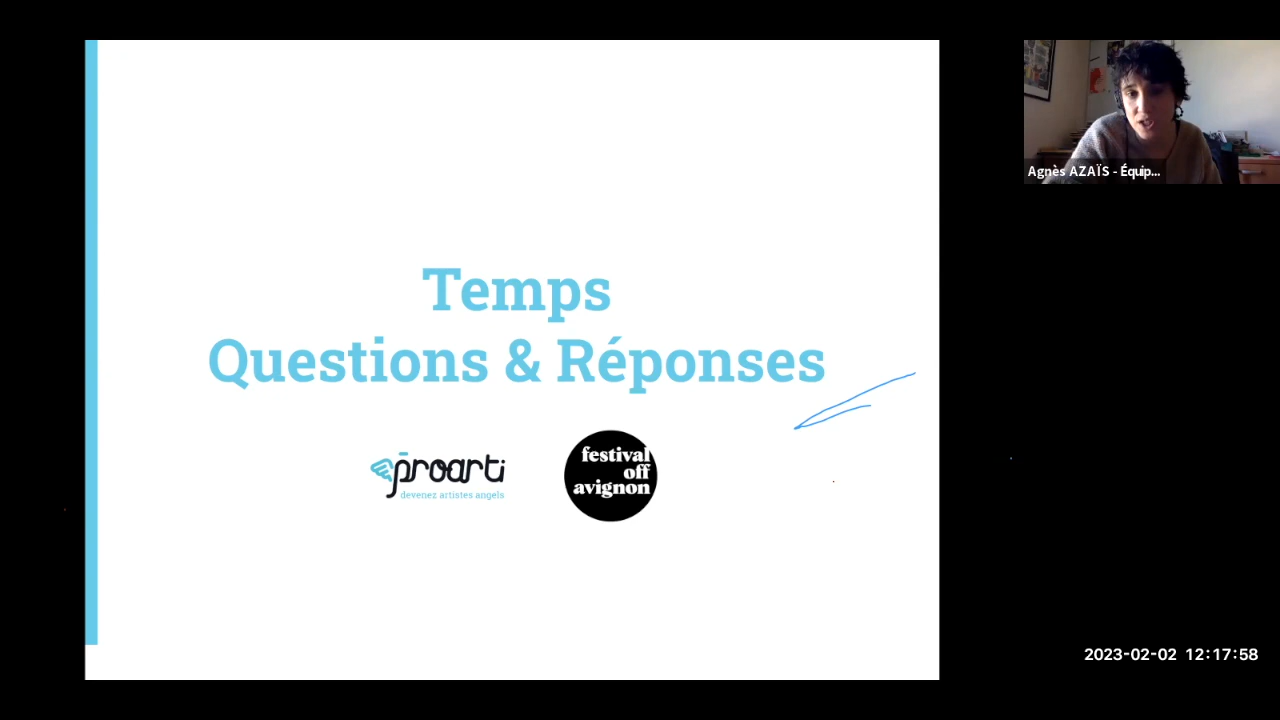 Agnès AZAÏS - Équip...
Temps
Questions & Réponses
proarti
devenez artistes angels
festival
off
avignon
2023-02-02 12:17:58